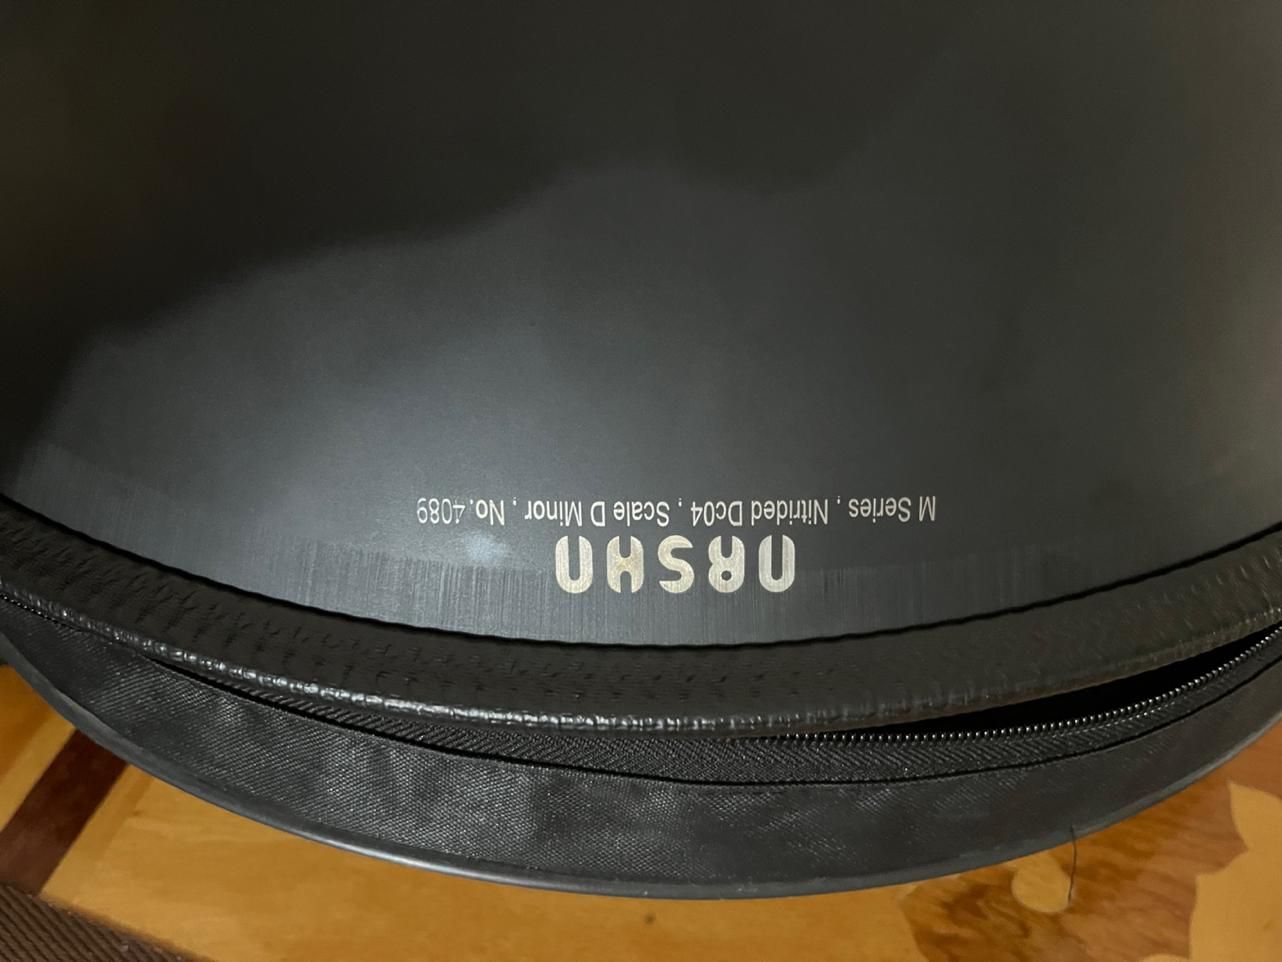 M Series , Nitrided Dc04 , Scale D Minor , No.4089